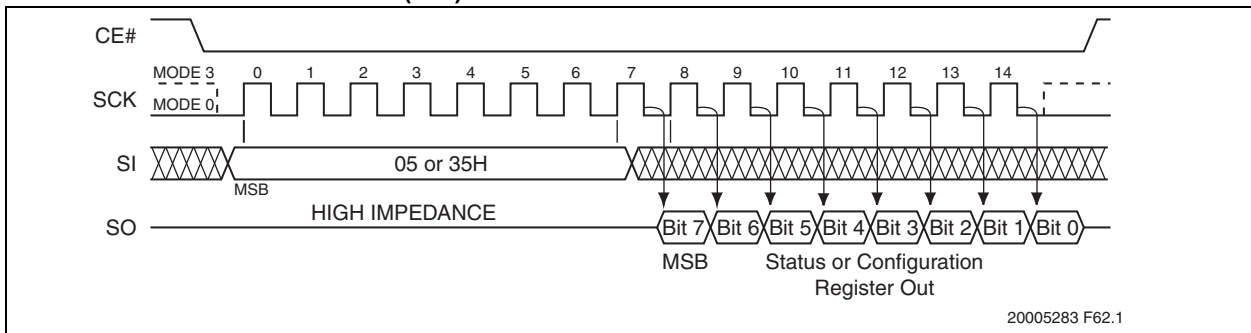 CE#
MODE 3 0 1 2 3 4 5 6 7 8 9 10 11 12 13 14
SCK
MODE 0
SI 05 or 35H
MSB
HIGH IMPEDANCE
SO Bit 7 Bit 6 Bit 5 Bit 4 Bit 3 Bit 2 Bit 1 Bit 0
MSB Status or Configuration
Register Out
20005283 F62.1